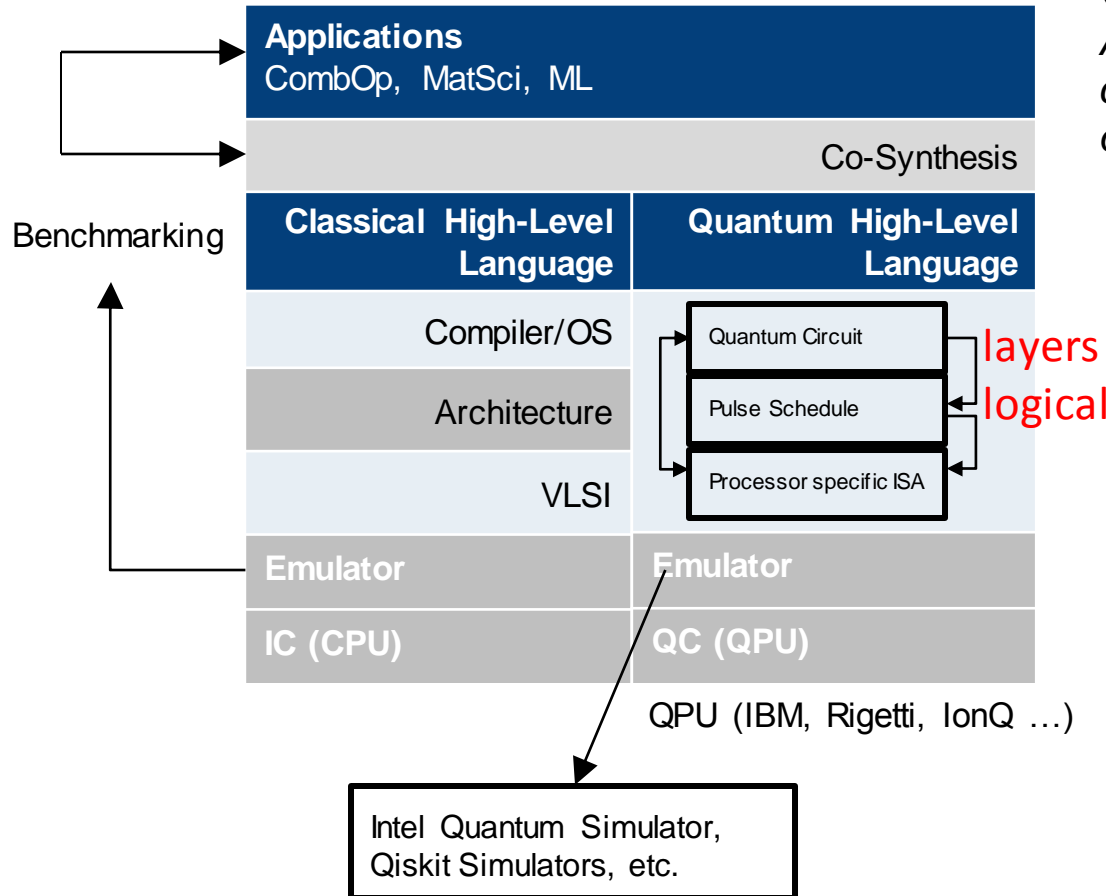 Applications
CombOp, MatSci, ML
Co-Synthesis
Benchmarking
Classical High-Level
Language
Quantum High-Level
Language
Compiler/OS
Architecture
VLSI
Quantum Circuit
Pulse Schedule
Processor specific ISA
layers
logical
Emulator
Emulator
IC (CPU)
QC (QPU)
QPU (IBM, Rigetti, IonQ …)
Intel Quantum Simulator,
Qiskit Simulators, etc.